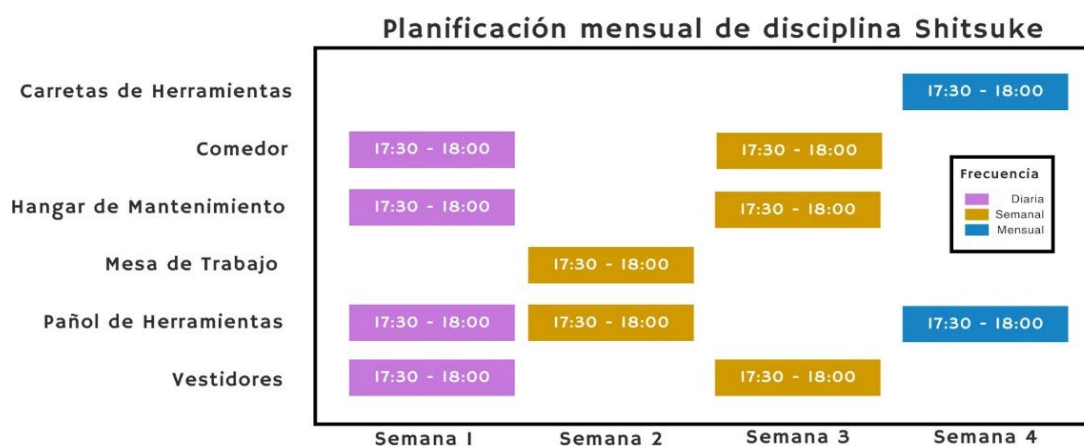 Planificación mensual de disciplina Shitsuke
Carretas de Herramientas 17:30 - 18:00
Comedor 17:30 - 18:00 17:30 - 18:00
Hangar de Mantenimiento 17:30 - 18:00 17:30 - 18:00
Mesa de Trabajo 17:30 - 18:00
Pañol de Herramientas 17:30 - 18:00 17:30 - 18:00 17:30 - 18:00
Vestidores 17:30 - 18:00 17:30 - 18:00
Semana 1 Semana 2 Semana 3 Semana 4
Frecuencia
Diaria
Semanal
Mensual